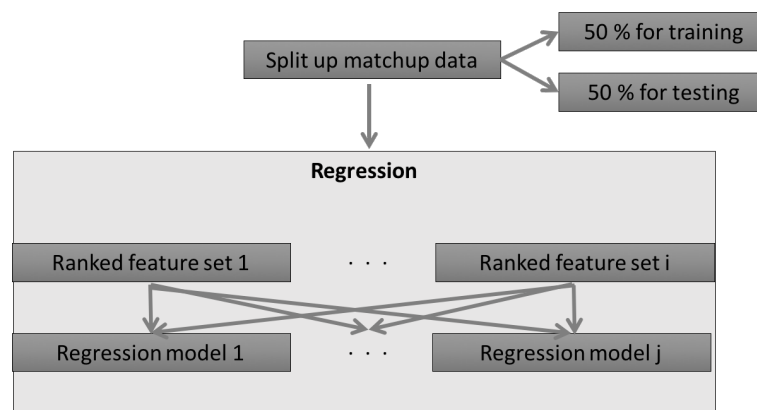 50 % for training
Split up matchup data
50 % for testing
Regression
Ranked feature set 1
. . .
Ranked feature set i
Regression model 1
. . .
Regression model j